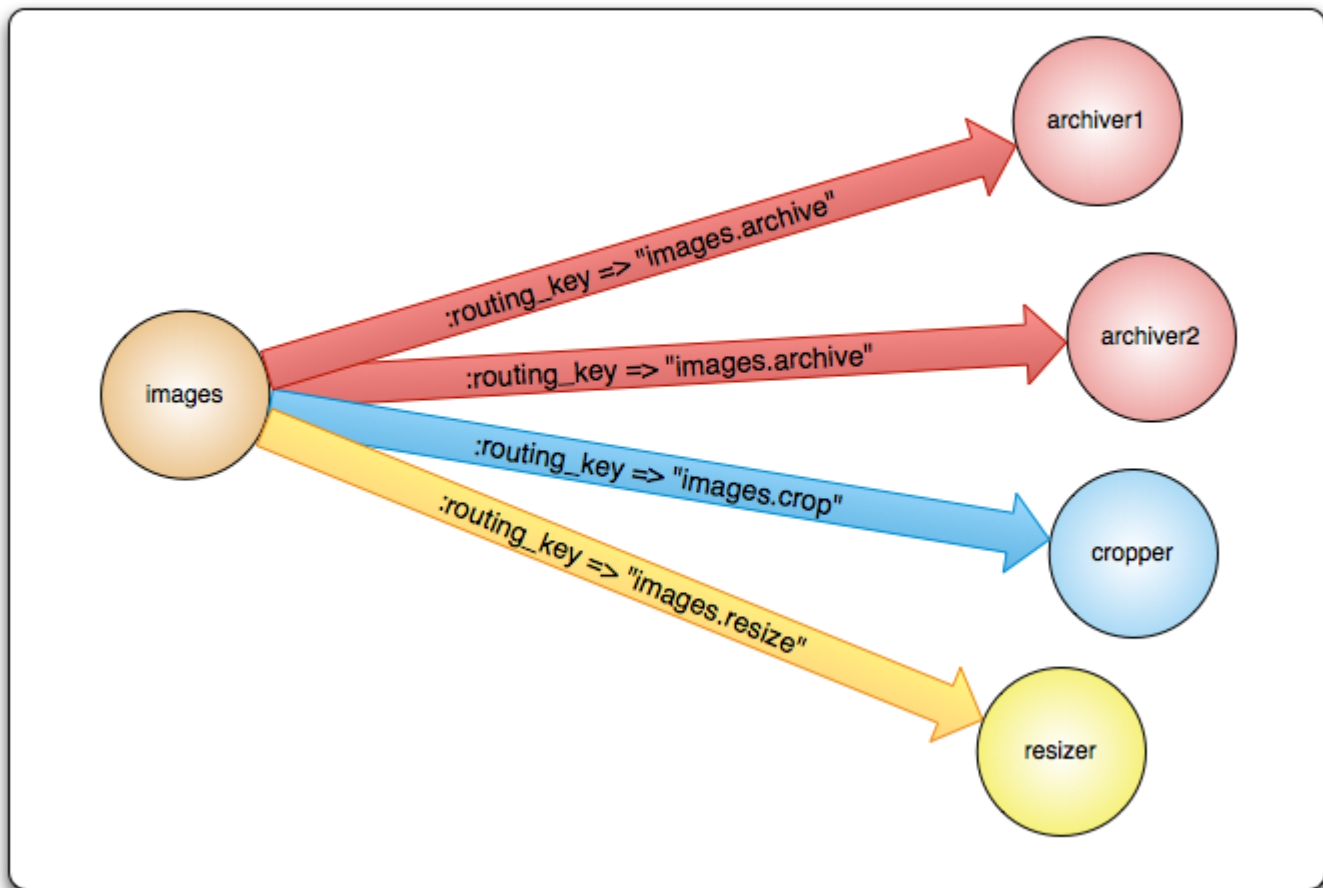 archiver1
:routing_key => "images.archive"
archiver2
:routing_key => "images.archive"
images
:routing_key => "images.crop"
cropper
:routing_key => "images.resize"
resizer